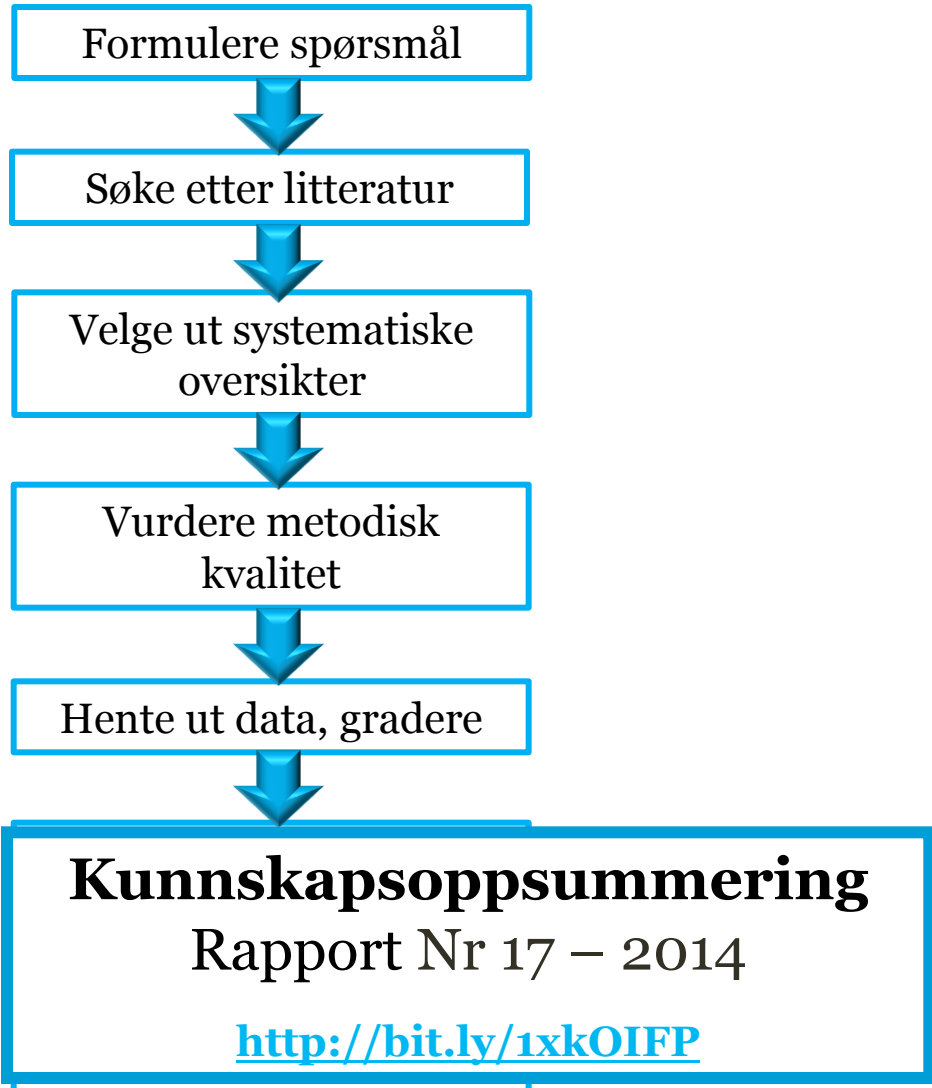 Formulere spørsmål
Søke etter litteratur
Velge ut systematiske
oversikter
Vurdere metodisk
kvalitet
Hente ut data, gradere
Kunnskapsoppsummering
Rapport Nr 17 – 2014
http://bit.ly/1xkOIFP